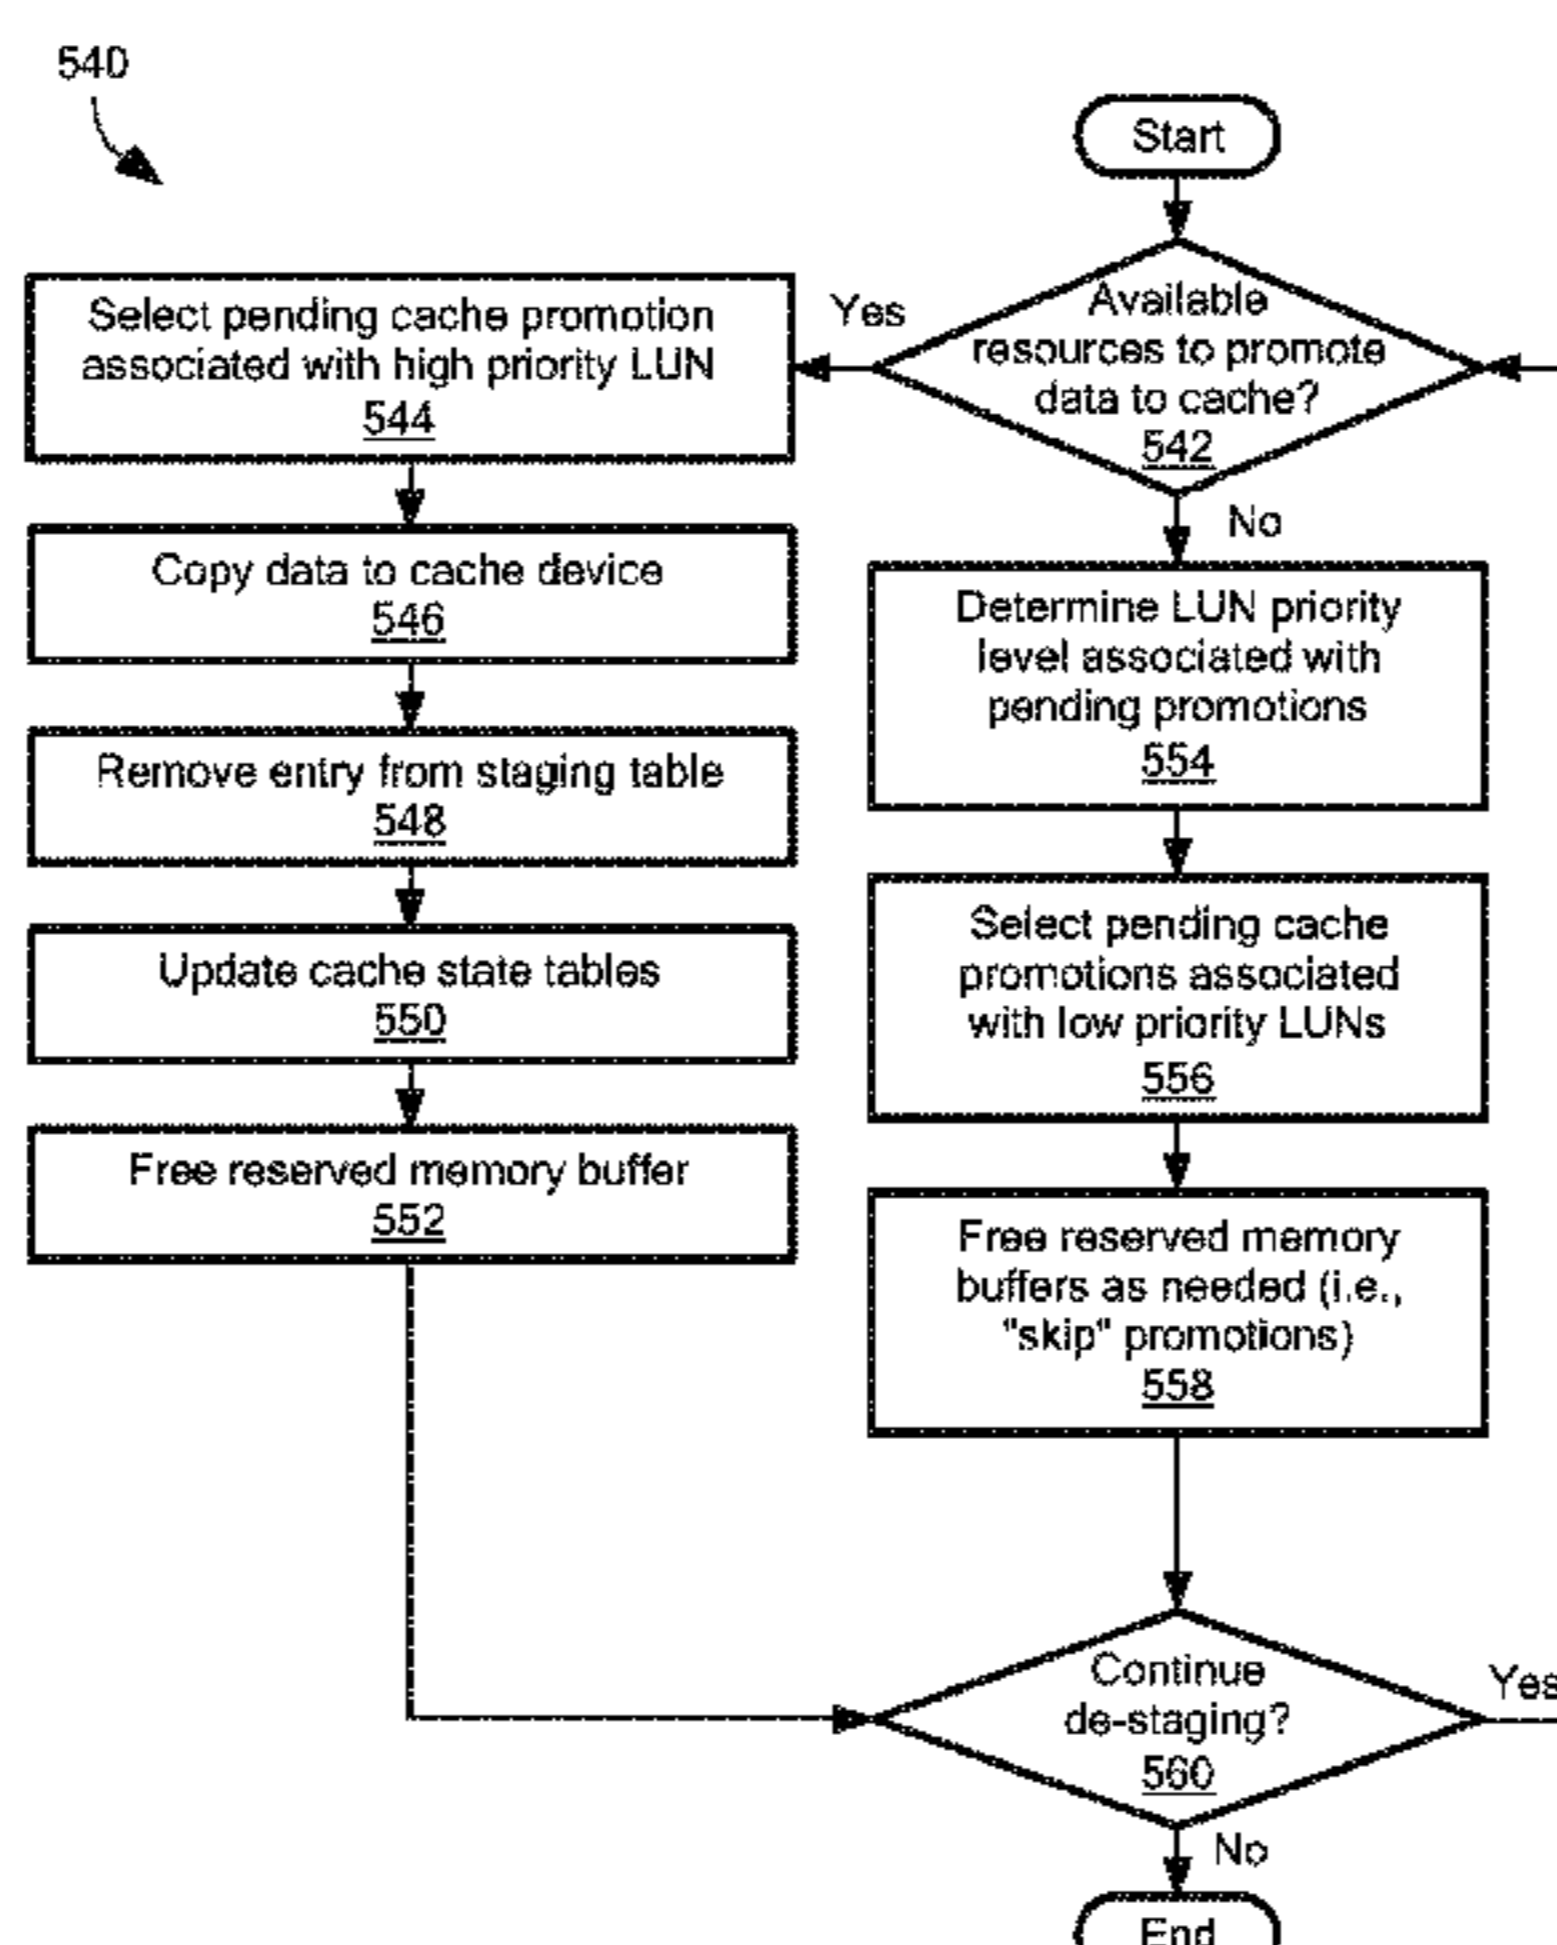 540
Start
Available
resources to promote
data to cache?
542
Yes
No
Select pending cache promotion
associated with high priority LUN
544
Copy data to cache device
546
Remove entry from staging table
548
Update cache state tables
550
Free reserved memory buffer
552
Determine LUN priority
level associated with
pending promotions
554
Select pending cache
promotions associated
with low priority LUNs
556
Free reserved memory
buffers as needed (i.e.,
"skip" promotions)
558
Continue
de-staging?
560
Yes
No
End